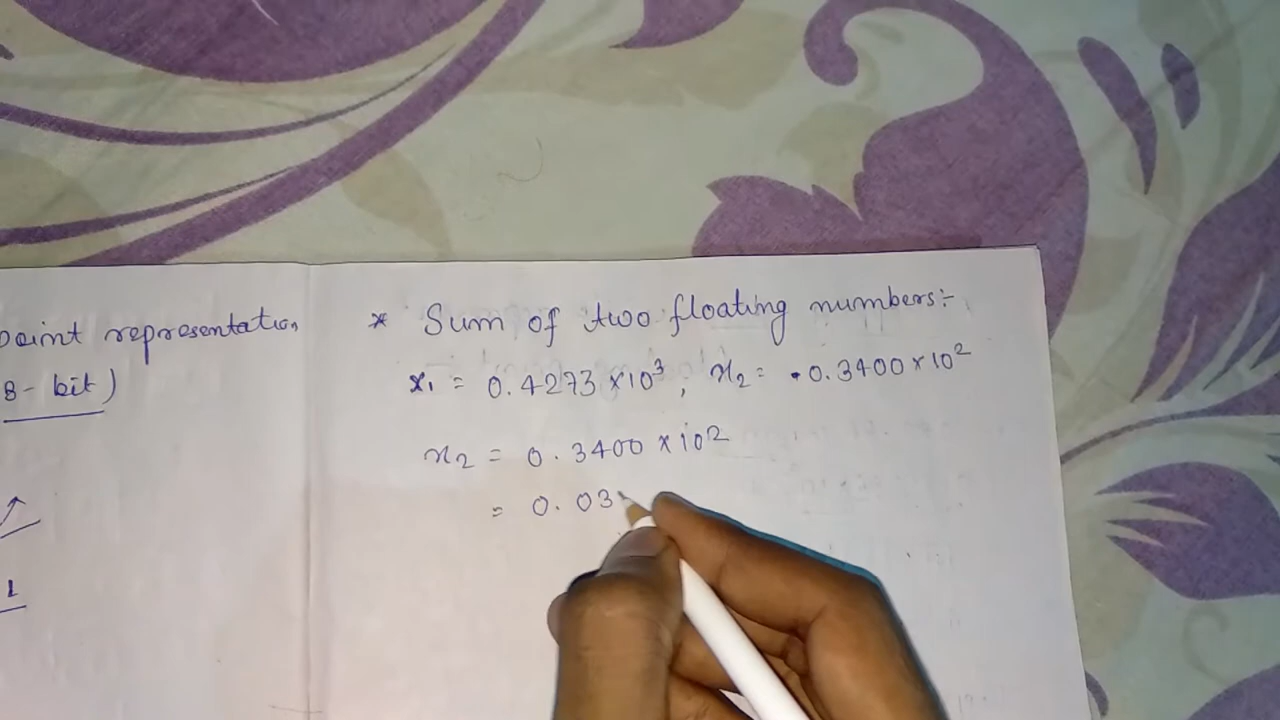 point representation
8-bit)
1
* Sum of two floating numbers:-
x₁ = 0.4273 × 10³ ; x₂ = 0.3400 × 10²
x₂ = 0.3400 × 10²
= 0.03